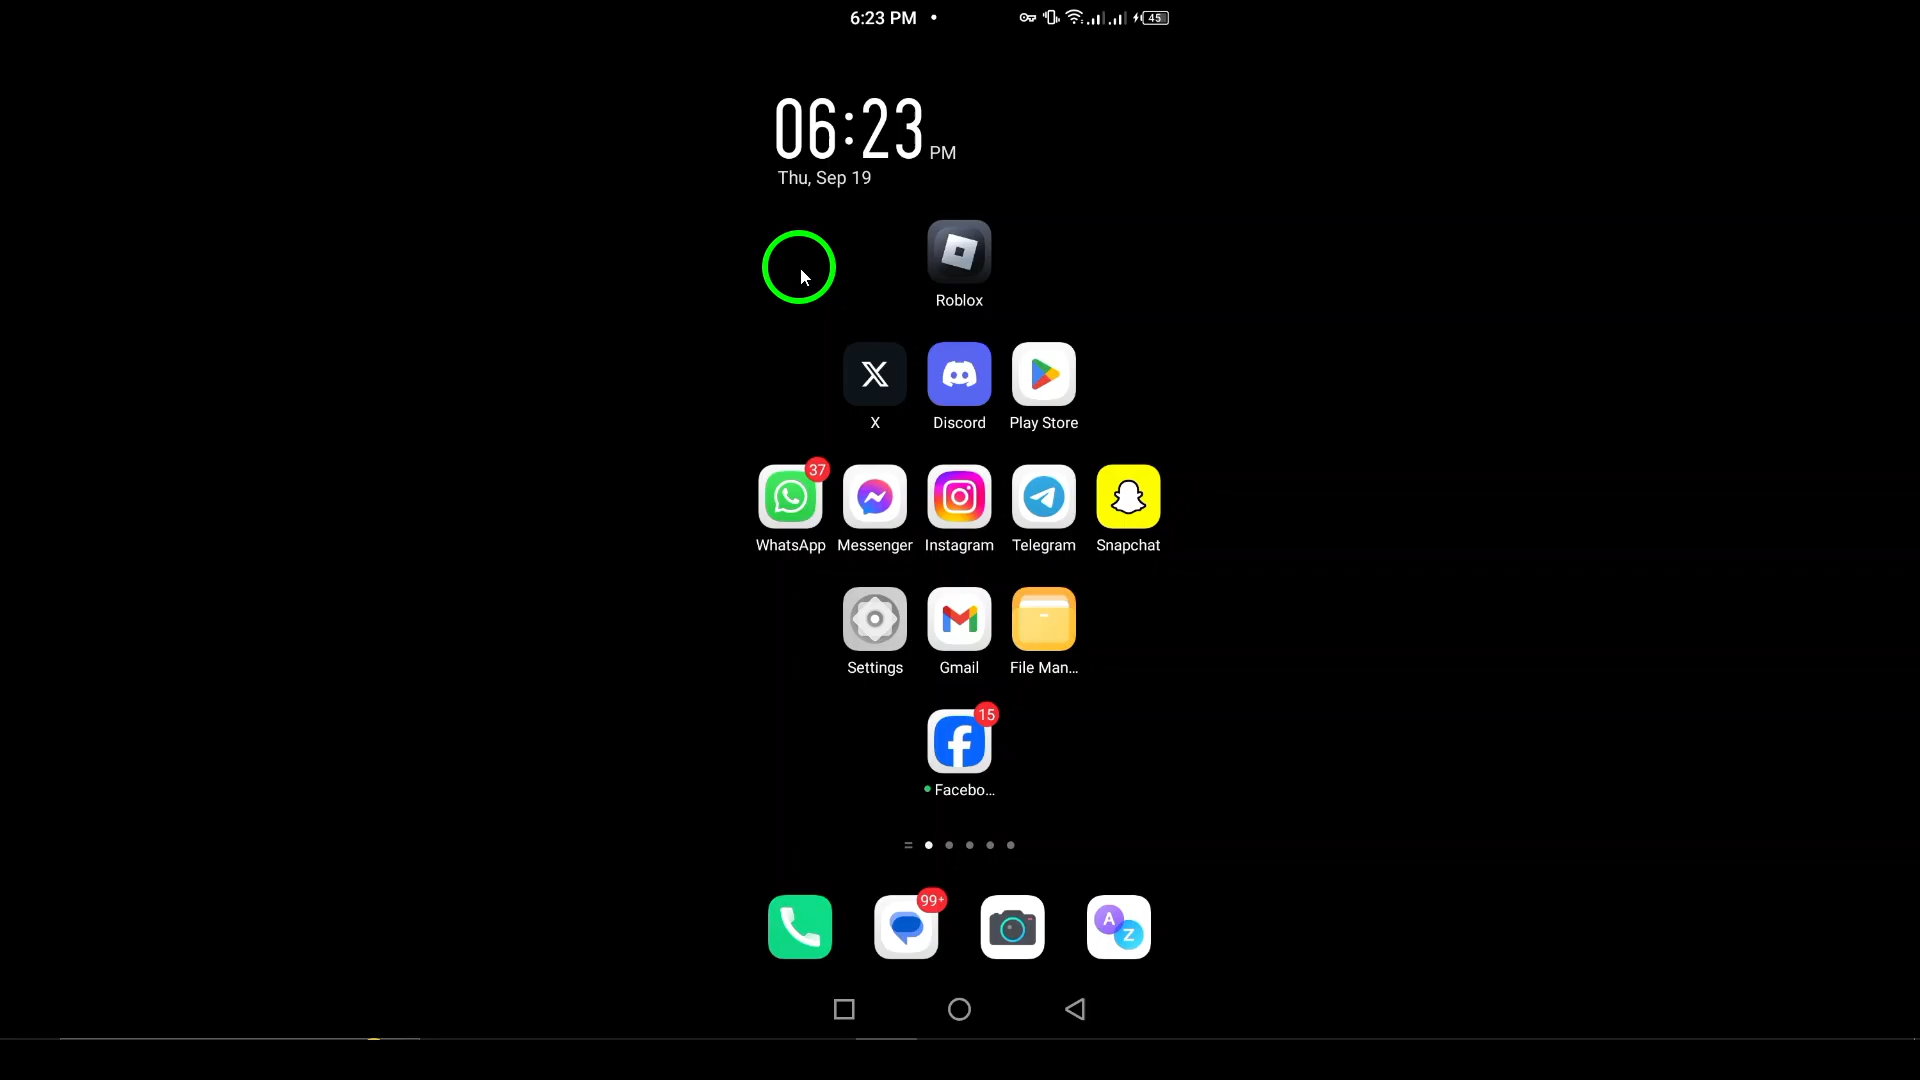 6:23 PM
45
06:23 PM
Thu, Sep 19
Roblox
X
Discord
Play Store
37
WhatsApp
Messenger
Instagram
Telegram
Snapchat
Settings
Gmail
File Man...
15
Facebo...
99+
A
Z